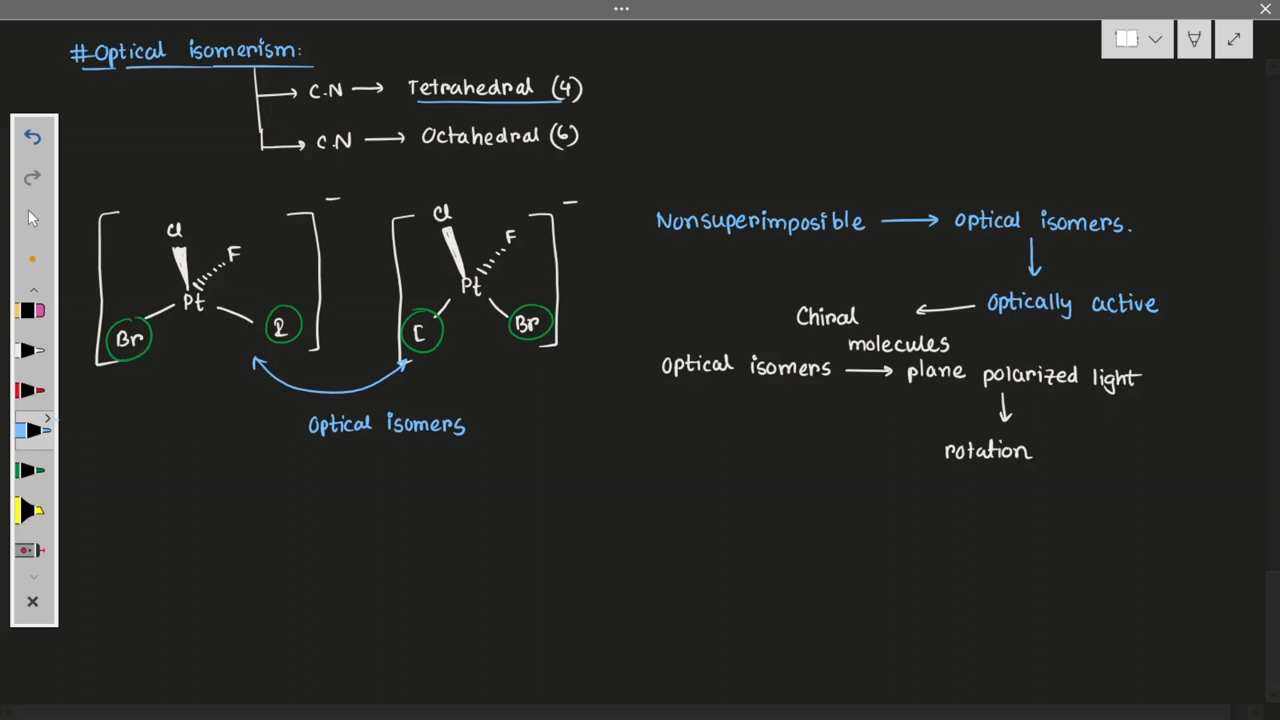 #Optical isomerism:
C.N → Tetrahedral (4)
C.N → Octahedral (6)
Cl
F
Pt
Br
−
Cl
F
Pt
Br
−
Optical isomers
Nonsuperimposible → optical isomers.
Optically active
Chiral
molecules
Optical isomers → plane polarized light
rotation